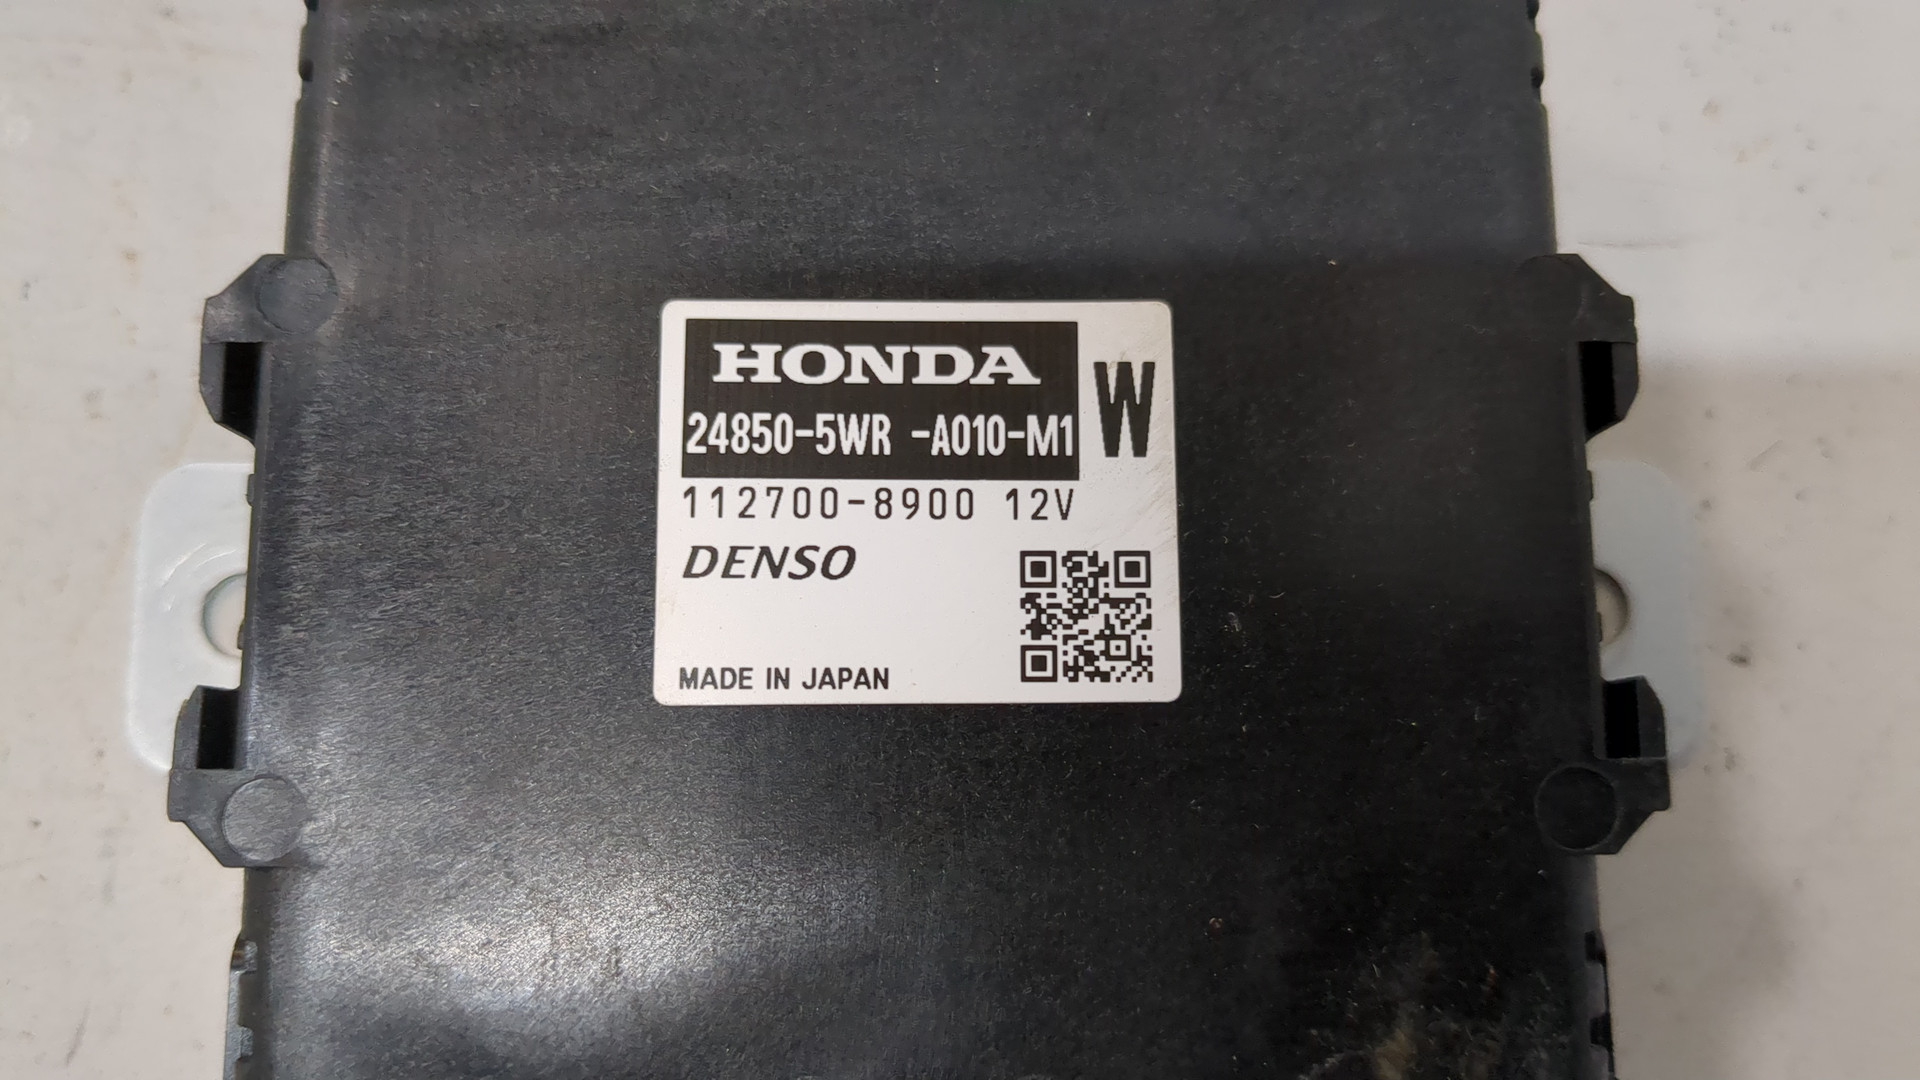 HONDA
24850-5WR -A010-M1
W
112700-8900 12V
DENSO
MADE IN JAPAN